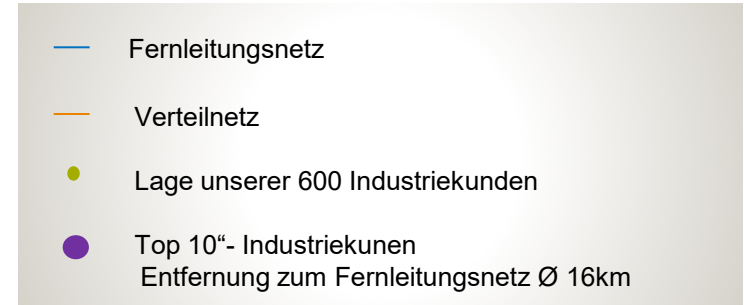 Fernleitungsnetz
Verteilnetz
Lage unserer 600 Industriekunden
Top 10“- Industriekunen
Entfernung zum Fernleitungsnetz Ø 16km